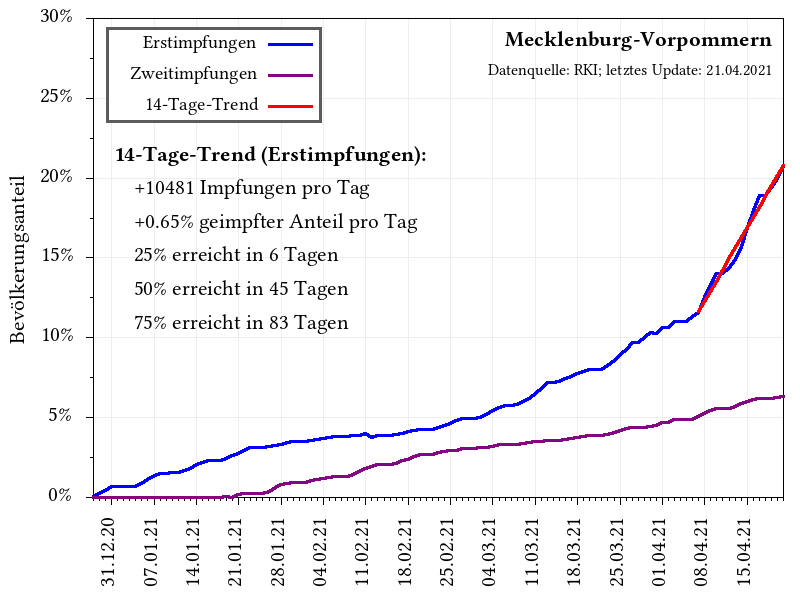 30%
25%
20%
15%
10%
5%
0%
Bevölkerungsanteil
Erstimpfungen
Zweitimpfungen
14-Tage-Trend
Mecklenburg-Vorpommern
Datenquelle: RKI; letztes Update: 21.04.2021
14-Tage-Trend (Erstimpfungen):
+10481 Impfungen pro Tag
+0.65% geimpfter Anteil pro Tag
25% erreicht in 6 Tagen
50% erreicht in 45 Tagen
75% erreicht in 83 Tagen
31.12.20
07.01.21
14.01.21
21.01.21
28.01.21
04.02.21
11.02.21
18.02.21
25.02.21
04.03.21
11.03.21
18.03.21
25.03.21
01.04.21
08.04.21
15.04.21